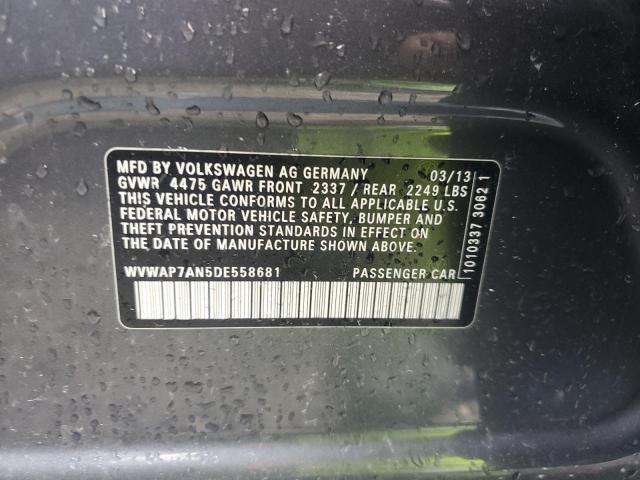 MFD BY VOLKSWAGEN AG GERMANY 03/13
GVWR 4475 GAWR FRONT 2337 / REAR 2249 LBS
THIS VEHICLE CONFORMS TO ALL APPLICABLE U.S.
FEDERAL MOTOR VEHICLE SAFETY, BUMPER AND
THEFT PREVENTION STANDARDS IN EFFECT ON
THE DATE OF MANUFACTURE SHOWN ABOVE.
WVWAP7AN5DE558681 PASSENGER CAR
1010337 3062 1